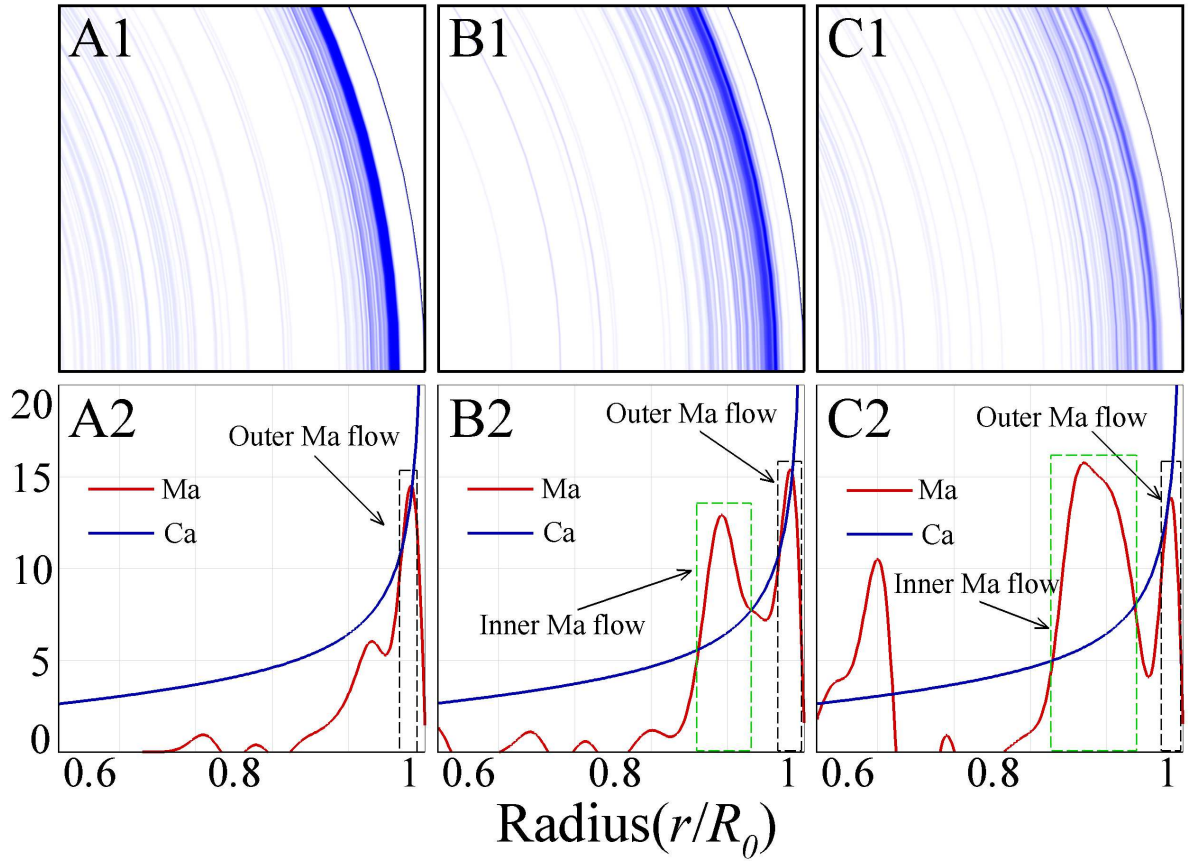 A1
B1
C1
20
15
10
5
0
A2
Outer Ma flow
Ma
Ca
0.6
0.8
1
B2
Outer Ma flow
Ma
Ca
Inner Ma flow
0.6
0.8
1
C2
Outer Ma flow
Ma
Ca
Inner Ma flow
0.6
0.8
1
Radius(r/R₀)